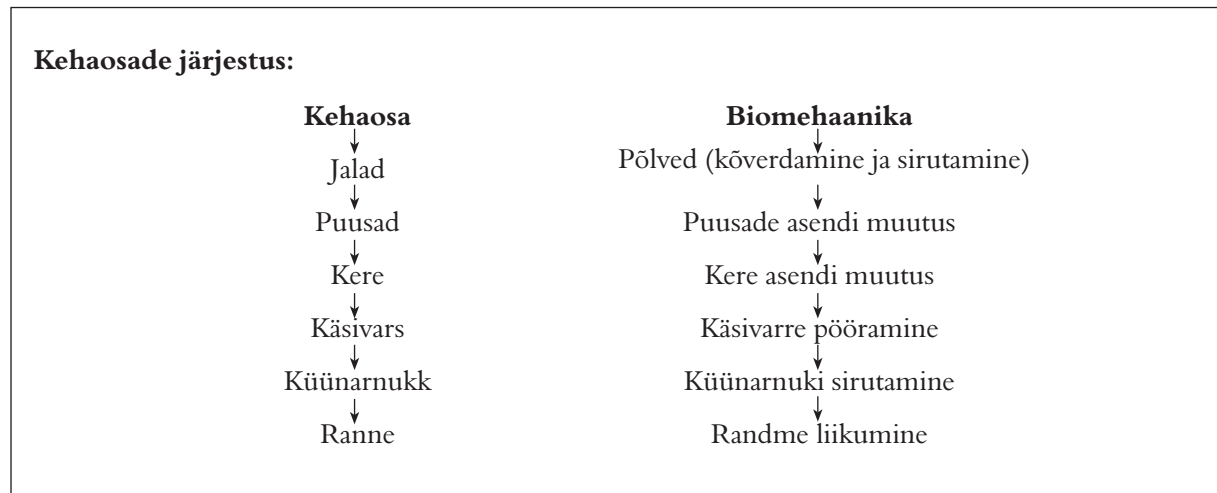 Kehaosade järjestus:
Kehaosa Biomehaanika
Jalad Põlved (kõverdamine ja sirutamine)
Puusad Puusade asendi muutus
Kere Kere asendi muutus
Käsivars Käsivarre pööramine
Küünarnukk Küünarnuki sirutamine
Ranne Randme liikumine